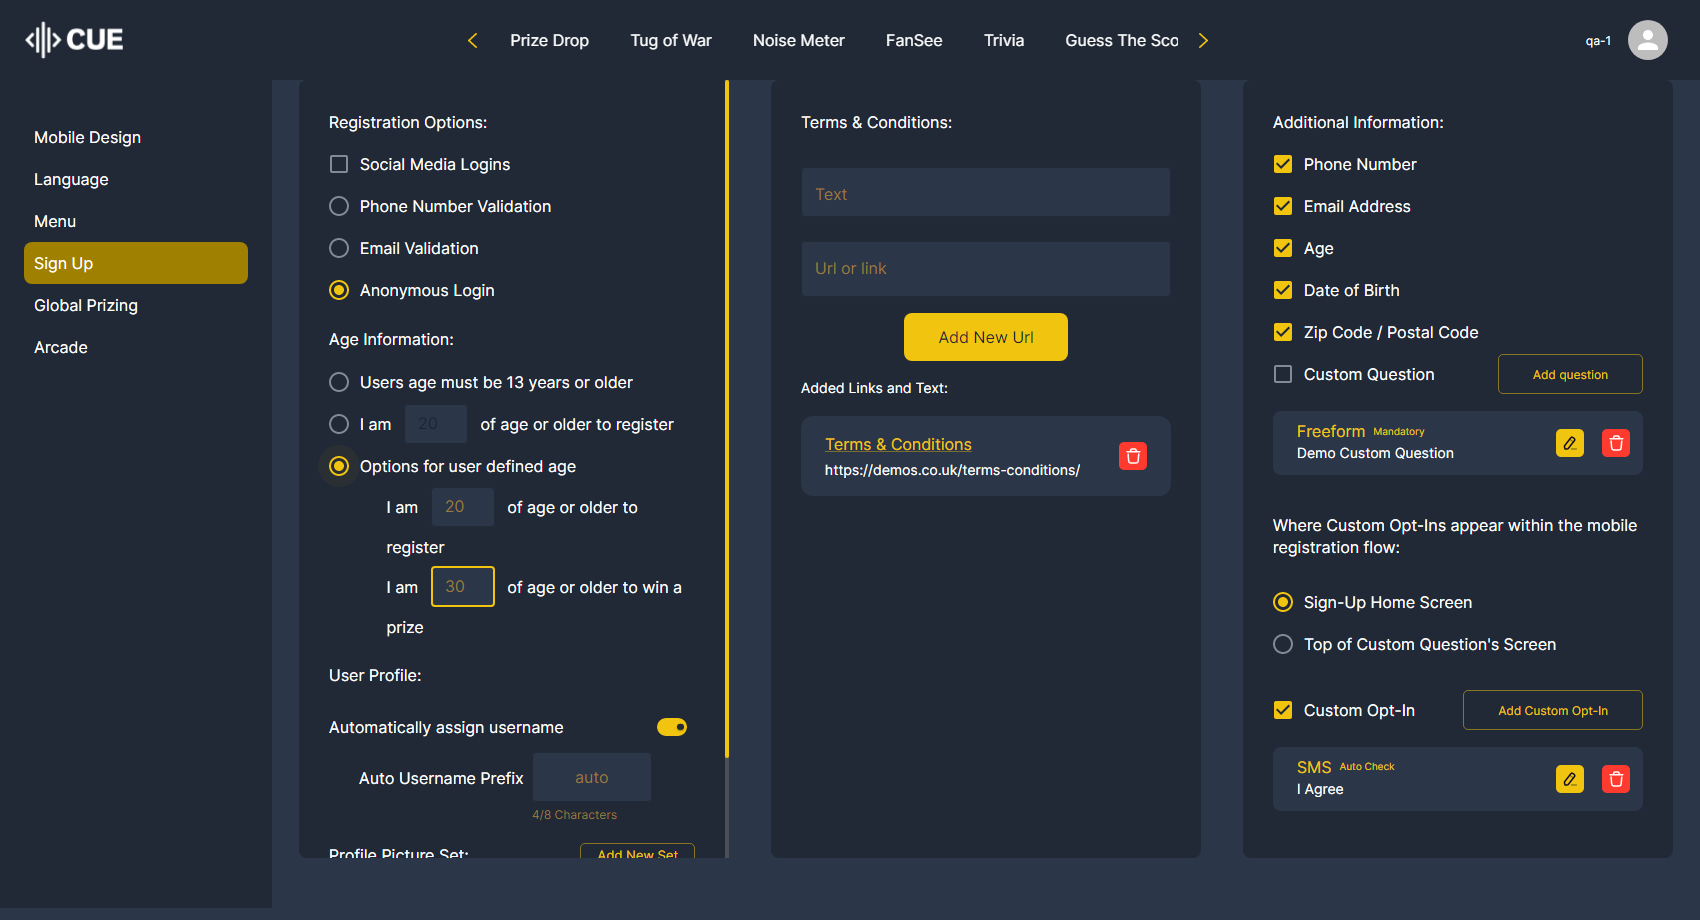 CUE
Prize Drop
Tug of War
Noise Meter
FanSee
Trivia
Guess The Sco
qa-1
Mobile Design
Language
Menu
Sign Up
Global Prizing
Arcade
Registration Options:
Social Media Logins
Phone Number Validation
Email Validation
Anonymous Login
Age Information:
Users age must be 13 years or older
I am 20 of age or older to register
Options for user defined age
I am 20 of age or older to
register
I am 30 of age or older to win a
prize
User Profile:
Automatically assign username
Auto Username Prefix auto
4/8 Characters
Profile Picture Set: Add New Set
Terms & Conditions:
Text
Url or link
Add New Url
Added Links and Text:
Terms & Conditions
https://demos.co.uk/terms-conditions/
Additional Information:
Phone Number
Email Address
Age
Date of Birth
Zip Code / Postal Code
Custom Question Add question
Freeform Mandatory
Demo Custom Question
Where Custom Opt-Ins appear within the mobile
registration flow:
Sign-Up Home Screen
Top of Custom Question's Screen
Custom Opt-In Add Custom Opt-In
SMS Auto Check
I Agree